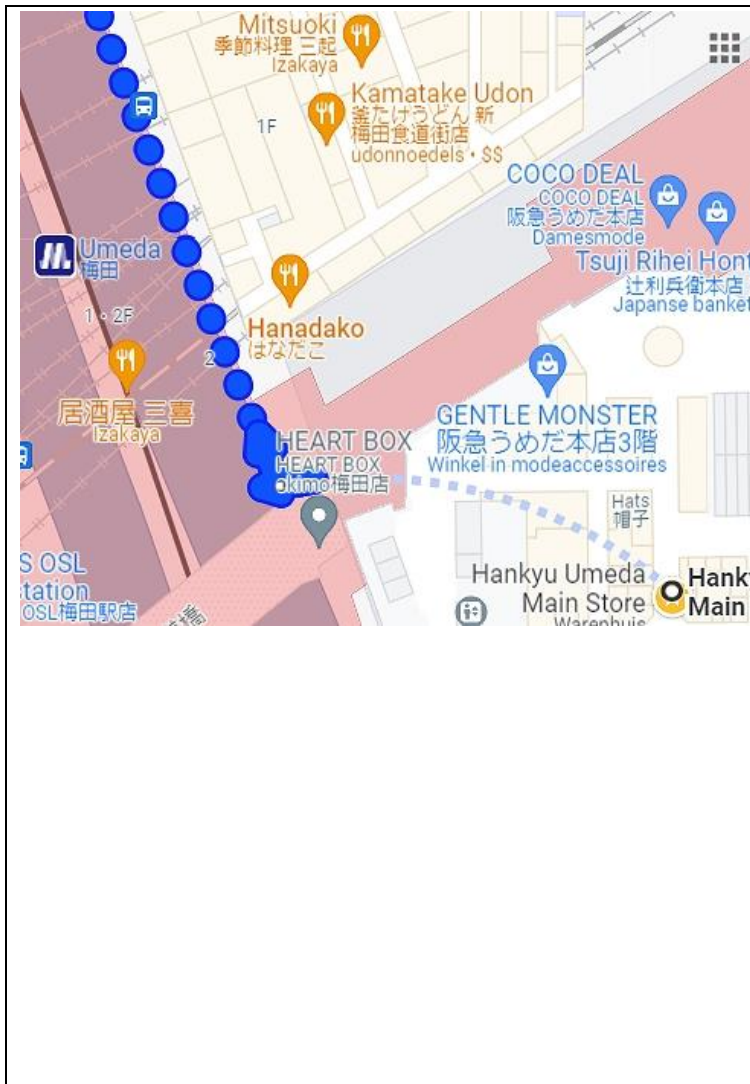 Mitsuoki
季節料理 三起
Izakaya
Kamatake Udon
釜たけうどん 新
梅田食道街店
udonnoedels・$$
1F
COCO DEAL
COCO DEAL
阪急うめだ本店
Damesmode
Tsuji Rihei Hont
辻利兵衛本店
Japanse banket
Umeda
梅田
1・2F
Hanadako
はなだこ
2
居酒屋 三喜
Izakaya
GENTLE MONSTER
阪急うめだ本店3階
Winkel in modeaccessoires
HEART BOX
HEART BOX
okimo梅田店
Hats
帽子
S OSL
tation
OSL梅田駅店
Hankyu Umeda
Main Store
Warenhuis
Hanky
Main